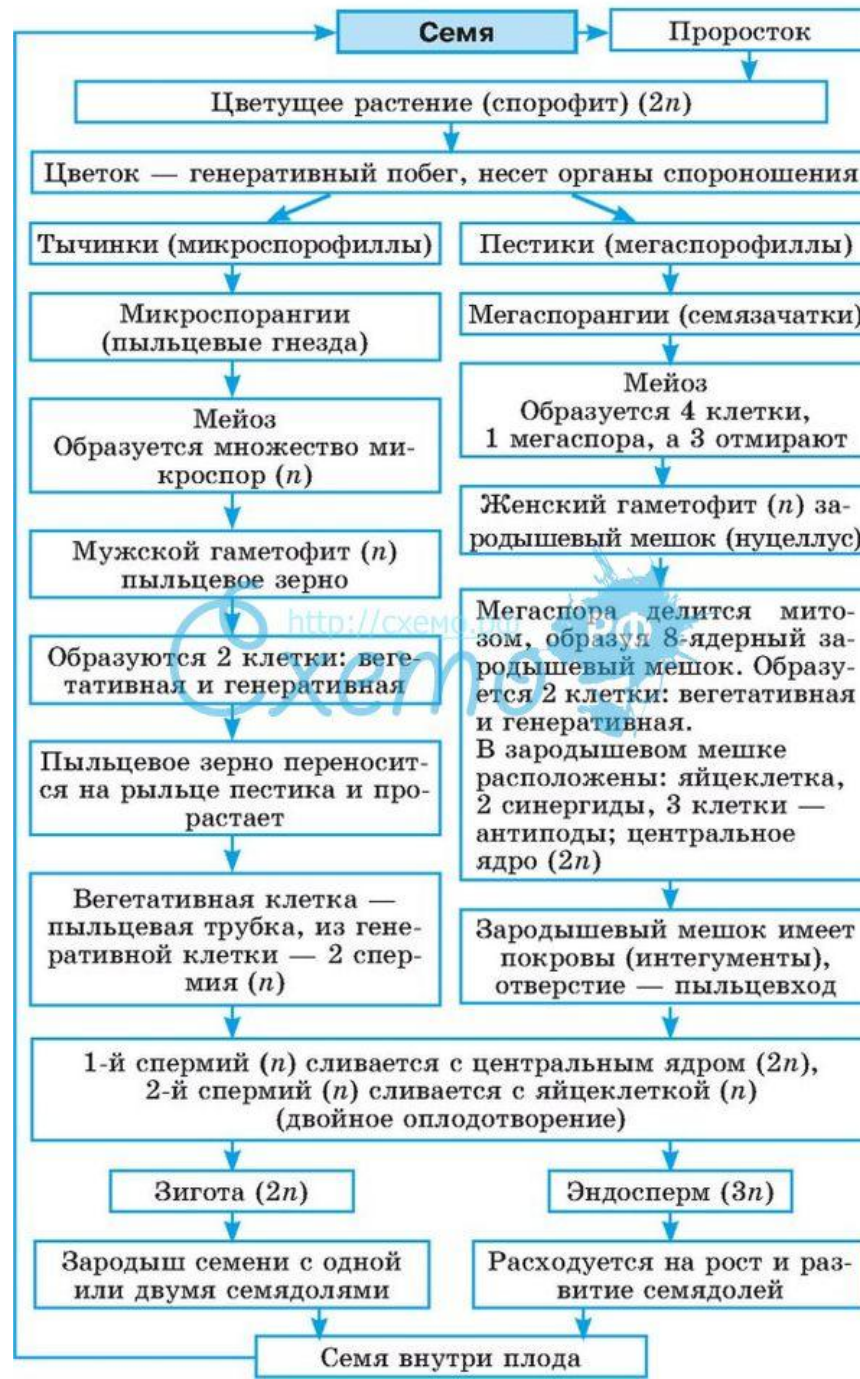 Семя
Проросток
Цветущее растение (спорофит) (2n)
Цветок — генеративный побег, несет органы спороношения
Тычинки (микроспорофиллы)
Пестики (мегаспорофиллы)
Микроспорангии
(пыльцевые гнезда)
Мегаспорангии (семязачатки)
Мейоз
Образуется множество ми-
кроспор (n)
Мейоз
Образуется 4 клетки,
1 мегаспора, а 3 отмирают
Мужской гаметофит (n)
пыльцевое зерно
Женский гаметофит (n) за-
родышевый мешок (нуцеллус)
Образуются 2 клетки: веге-
тативная и генеративная
Мегаспора делится мито-
зом, образуя 8-ядерный за-
родышевый мешок. Образу-
ется 2 клетки: вегетативная
и генеративная.
В зародышевом мешке
расположены: яйцеклетка,
2 синергиды, 3 клетки —
антиподы; центральное
ядро (2n)
Пыльцевое зерно переносит-
ся на рыльце пестика и про-
растает
Вегетативная клетка —
пыльцевая трубка, из гене-
ративной клетки — 2 спер-
мия (n)
Зародышевый мешок имеет
покровы (интегументы),
отверстие — пыльцевход
1-й спермий (n) сливается с центральным ядром (2n),
2-й спермий (n) сливается с яйцеклеткой (n)
(двойное оплодотворение)
Зигота (2n)
Эндосперм (3n)
Зародыш семени с одной
или двумя семядолями
Расходуется на рост и раз-
витие семядолей
Семя внутри плода
http://схемо.рф
Схемо
РФ